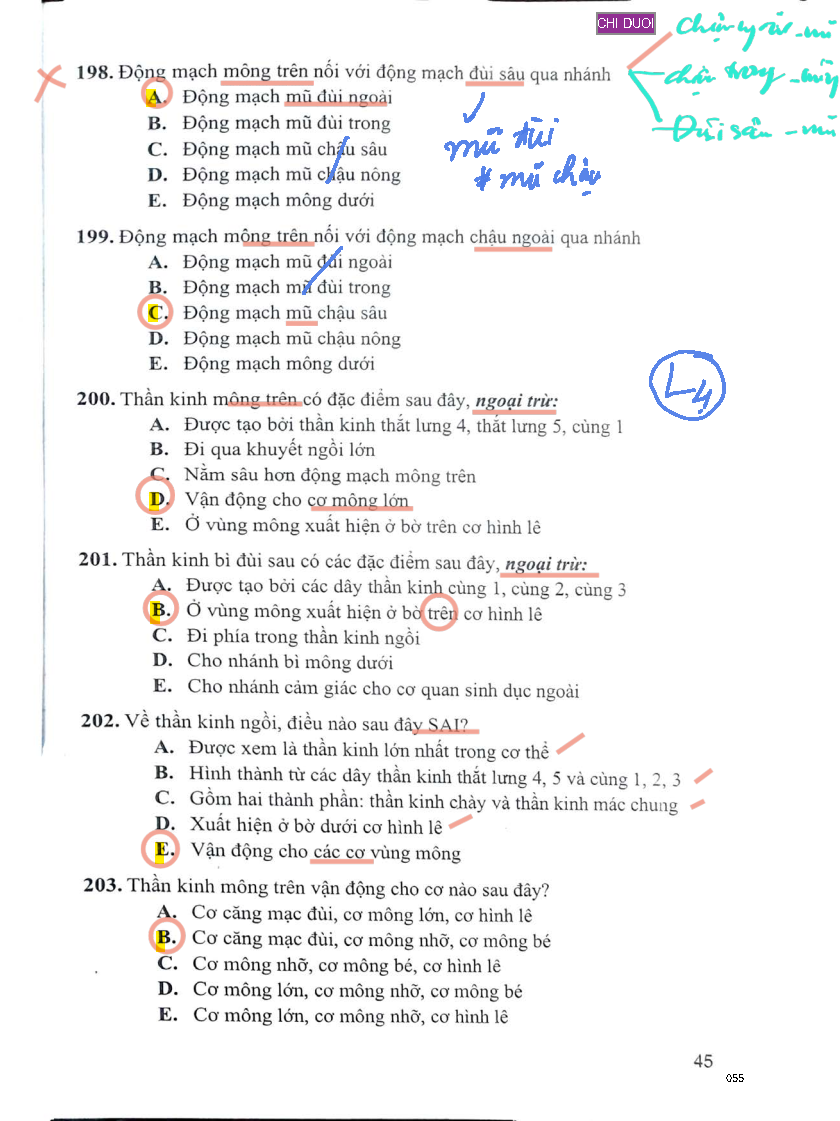 CHI DUOI
198. Động mạch mông trên nối với động mạch đùi sâu qua nhánh
A. Động mạch mũ đùi ngoài
B. Động mạch mũ đùi trong
C. Động mạch mũ chậu sâu
D. Động mạch mũ chậu nông
E. Động mạch mông dưới
mũ đùi
# mũ chậu
199. Động mạch mông trên nối với động mạch chậu ngoài qua nhánh
A. Động mạch mũ đùi ngoài
B. Động mạch mũ đùi trong
C. Động mạch mũ chậu sâu
D. Động mạch mũ chậu nông
E. Động mạch mông dưới
L4
200. Thần kinh mông trên có đặc điểm sau đây, ngoại trừ:
A. Được tạo bởi thần kinh thắt lưng 4, thắt lưng 5, cùng 1
B. Đi qua khuyết ngồi lớn
C. Nằm sâu hơn động mạch mông trên
D. Vận động cho cơ mông lớn
E. Ở vùng mông xuất hiện ở bờ trên cơ hình lê
201. Thần kinh bì đùi sau có các đặc điểm sau đây, ngoại trừ:
A. Được tạo bởi các dây thần kinh cùng 1, cùng 2, cùng 3
B. Ở vùng mông xuất hiện ở bờ trên cơ hình lê
C. Đi phía trong thần kinh ngồi
D. Cho nhánh bì mông dưới
E. Cho nhánh cảm giác cho cơ quan sinh dục ngoài
202. Về thần kinh ngồi, điều nào sau đây SAI?
A. Được xem là thần kinh lớn nhất trong cơ thể
B. Hình thành từ các dây thần kinh thắt lưng 4, 5 và cùng 1, 2, 3
C. Gồm hai thành phần: thần kinh chày và thần kinh mác chung
D. Xuất hiện ở bờ dưới cơ hình lê
E. Vận động cho các cơ vùng mông
203. Thần kinh mông trên vận động cho cơ nào sau đây?
A. Cơ căng mạc đùi, cơ mông lớn, cơ hình lê
B. Cơ căng mạc đùi, cơ mông nhỡ, cơ mông bé
C. Cơ mông nhỡ, cơ mông bé, cơ hình lê
D. Cơ mông lớn, cơ mông nhỡ, cơ mông bé
E. Cơ mông lớn, cơ mông nhỡ, cơ hình lê
45
055